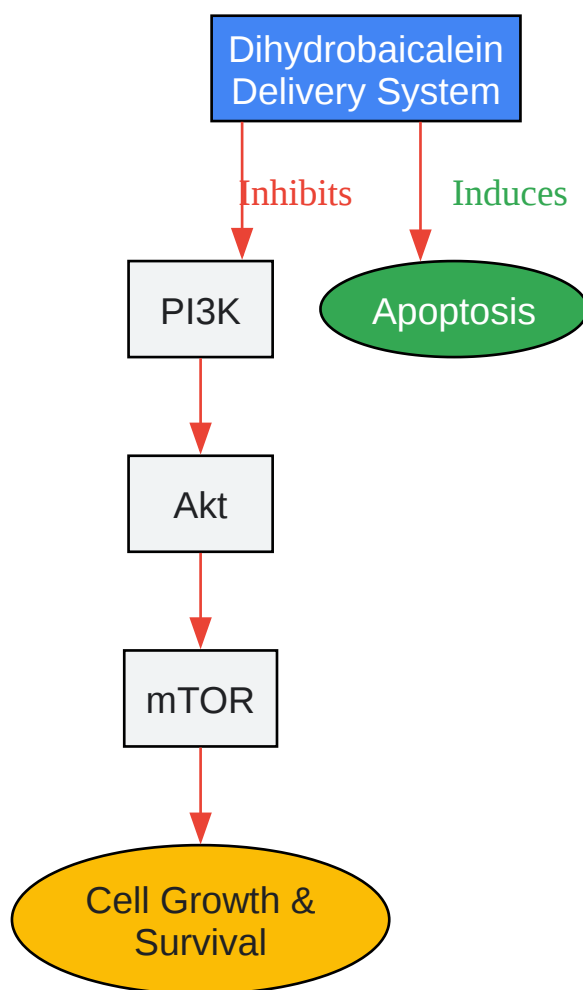 Dihydrobaicalein
Delivery System
Inhibits
Induces
PI3K
Apoptosis
Akt
mTOR
Cell Growth &
Survival